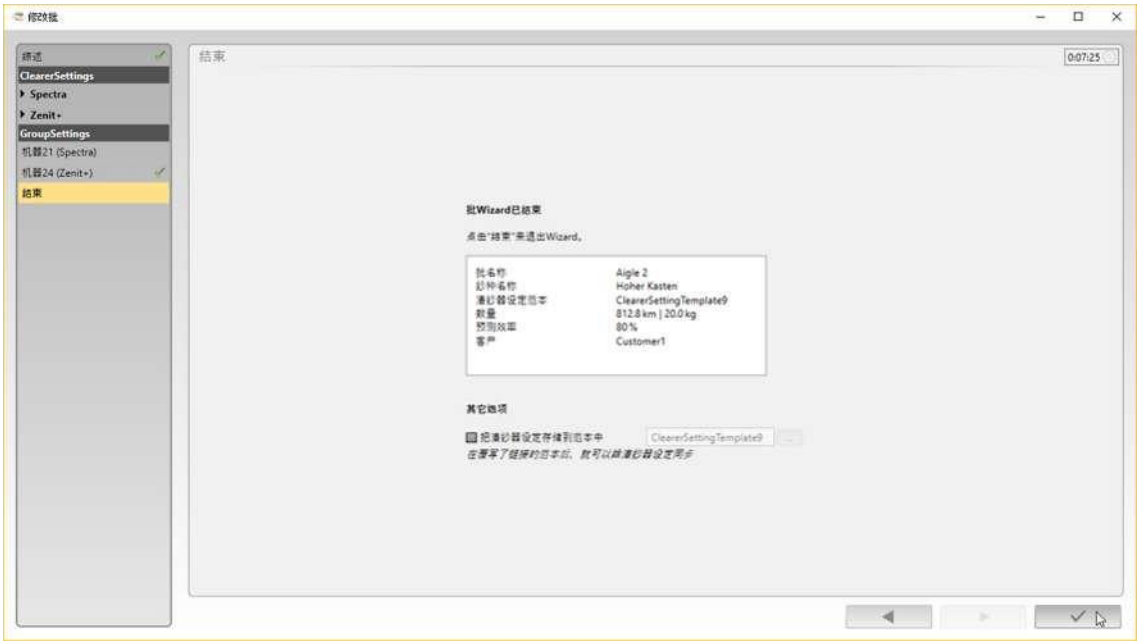 修改批
综述
结束
0:07:25
ClearerSettings
Spectra
Zenit+
GroupSettings
机器21 (Spectra)
机器24 (Zenit+)
结束
批Wizard已结束
点击"结束"来退出Wizard。
批名称 Aigle 2
纱种名称 Hoher Kasten
清纱器设定范本 ClearerSettingTemplate9
数量 812.8 km | 20.0 kg
预测效率 80 %
客户 Customer1
其它选项
把清纱器设定存储到范本中 ClearerSettingTemplate9 ...
在覆写了链接的范本后，就可以跟清纱器设定同步